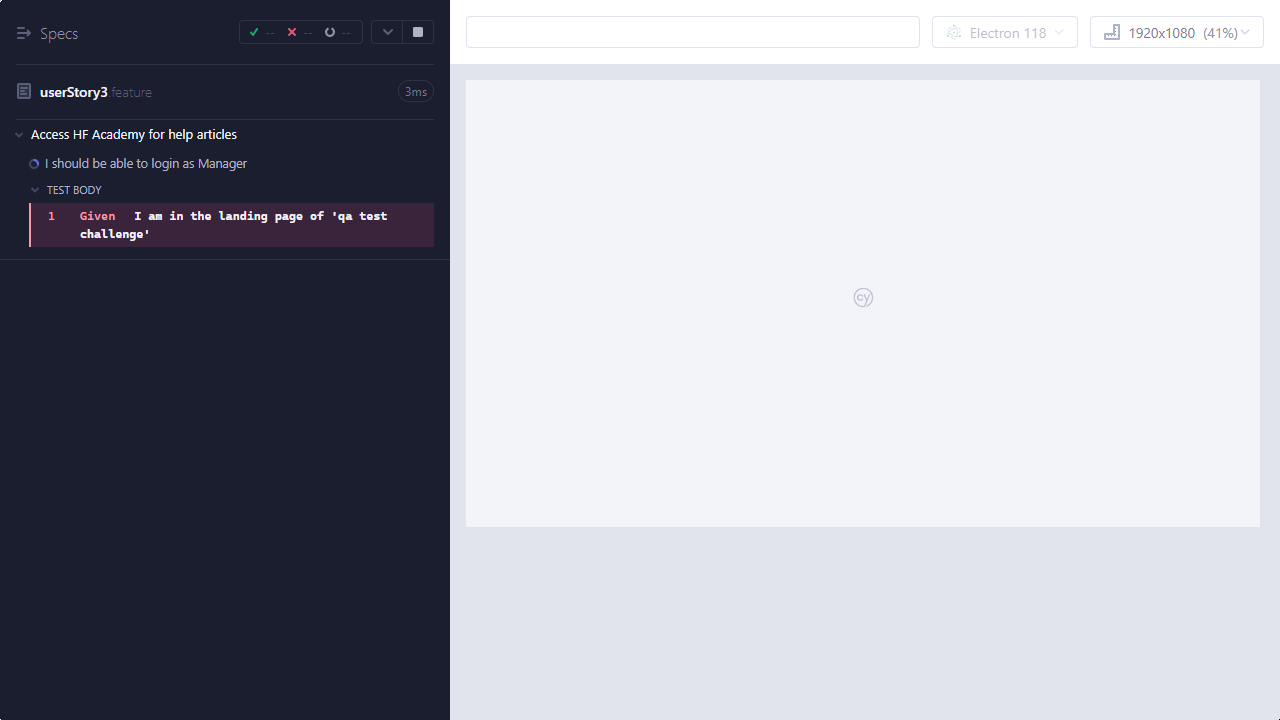 Specs
--
--
--
Electron 118
1920x1080 (41%)
userStory3.feature
3ms
Access HF Academy for help articles
I should be able to login as Manager
TEST BODY
1 Given I am in the landing page of 'qa test
challenge'
cy